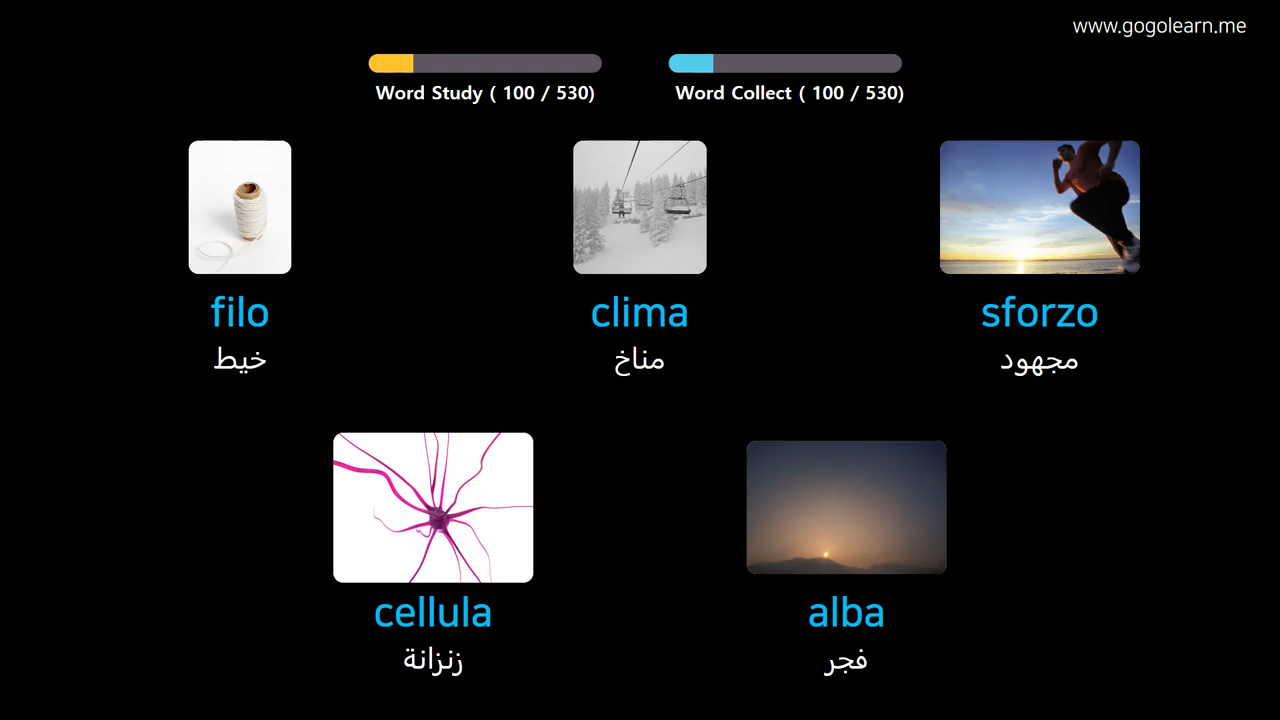 www.gogolearn.me
Word Study ( 100 / 530)
Word Collect ( 100 / 530)
filo
خيط
clima
مناخ
sforzo
مجهود
cellula
زنزانة
alba
فجر